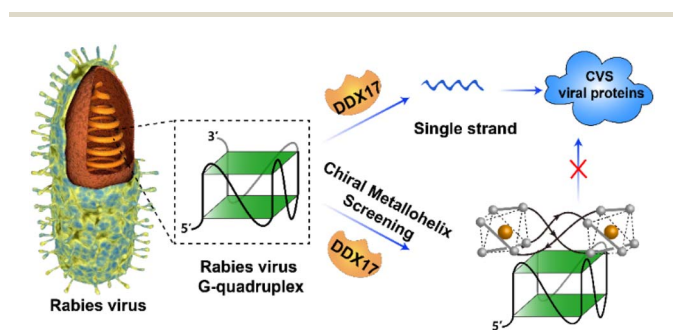 Rabies virus
3′
5′
Rabies virus
G-quadruplex
DDX17
Single strand
CVS
viral proteins
Chiral Metallohelix
Screening
DDX17
5′